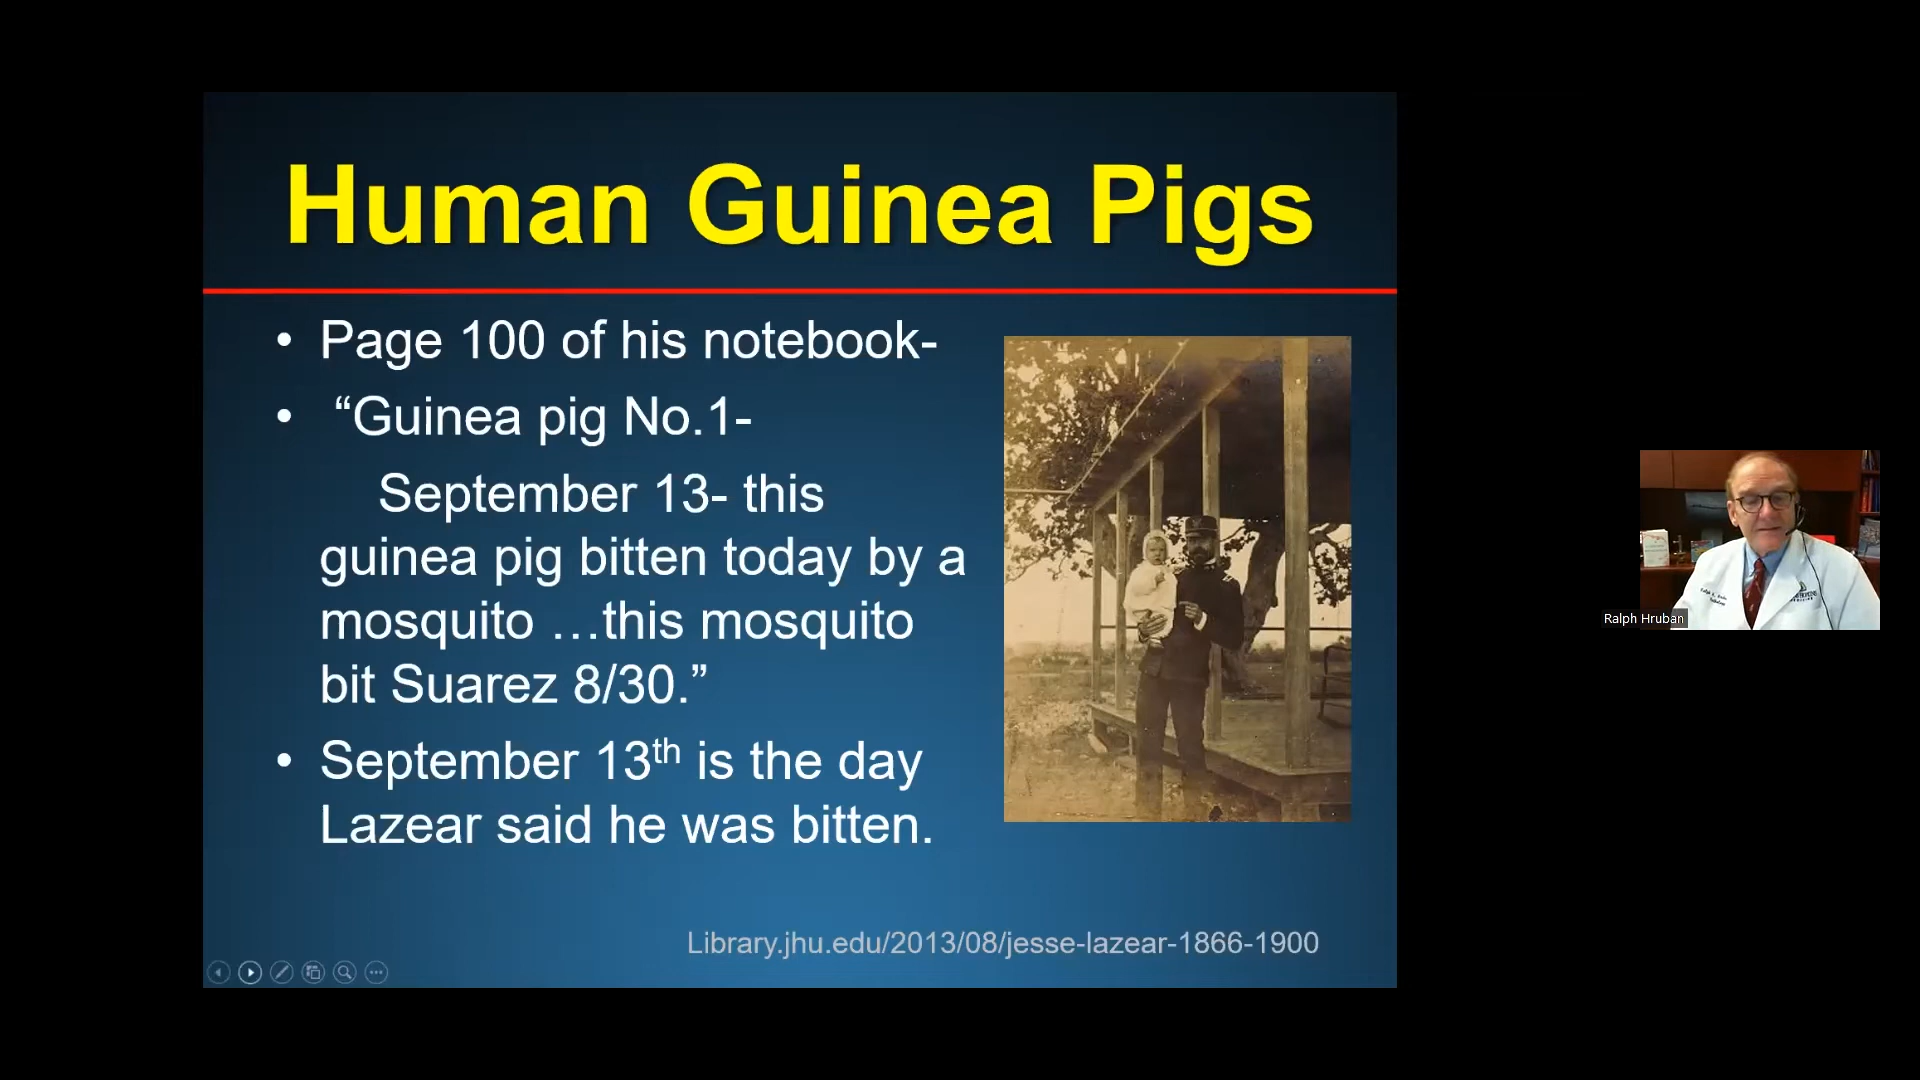 Human Guinea Pigs
• Page 100 of his notebook-
• “Guinea pig No.1-
September 13- this
guinea pig bitten today by a
mosquito …this mosquito
bit Suarez 8/30.”
• September 13th is the day
Lazear said he was bitten.
Library.jhu.edu/2013/08/jesse-lazear-1866-1900
Ralph Hruban